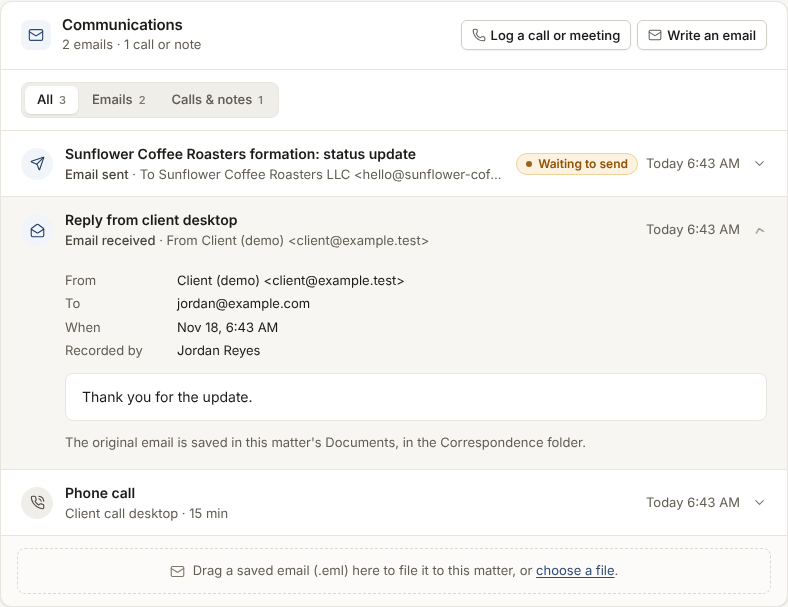 Communications
2 emails · 1 call or note
Log a call or meeting
Write an email
All 3
Emails 2
Calls & notes 1
Sunflower Coffee Roasters formation: status update
Email sent · To Sunflower Coffee Roasters LLC <hello@sunflower-cof...
Waiting to send
Today 6:43 AM
Reply from client desktop
Email received · From Client (demo) <client@example.test>
Today 6:43 AM
From Client (demo) <client@example.test>
To jordan@example.com
When Nov 18, 6:43 AM
Recorded by Jordan Reyes
Thank you for the update.
The original email is saved in this matter's Documents, in the Correspondence folder.
Phone call
Client call desktop · 15 min
Today 6:43 AM
Drag a saved email (.eml) here to file it to this matter, or choose a file.